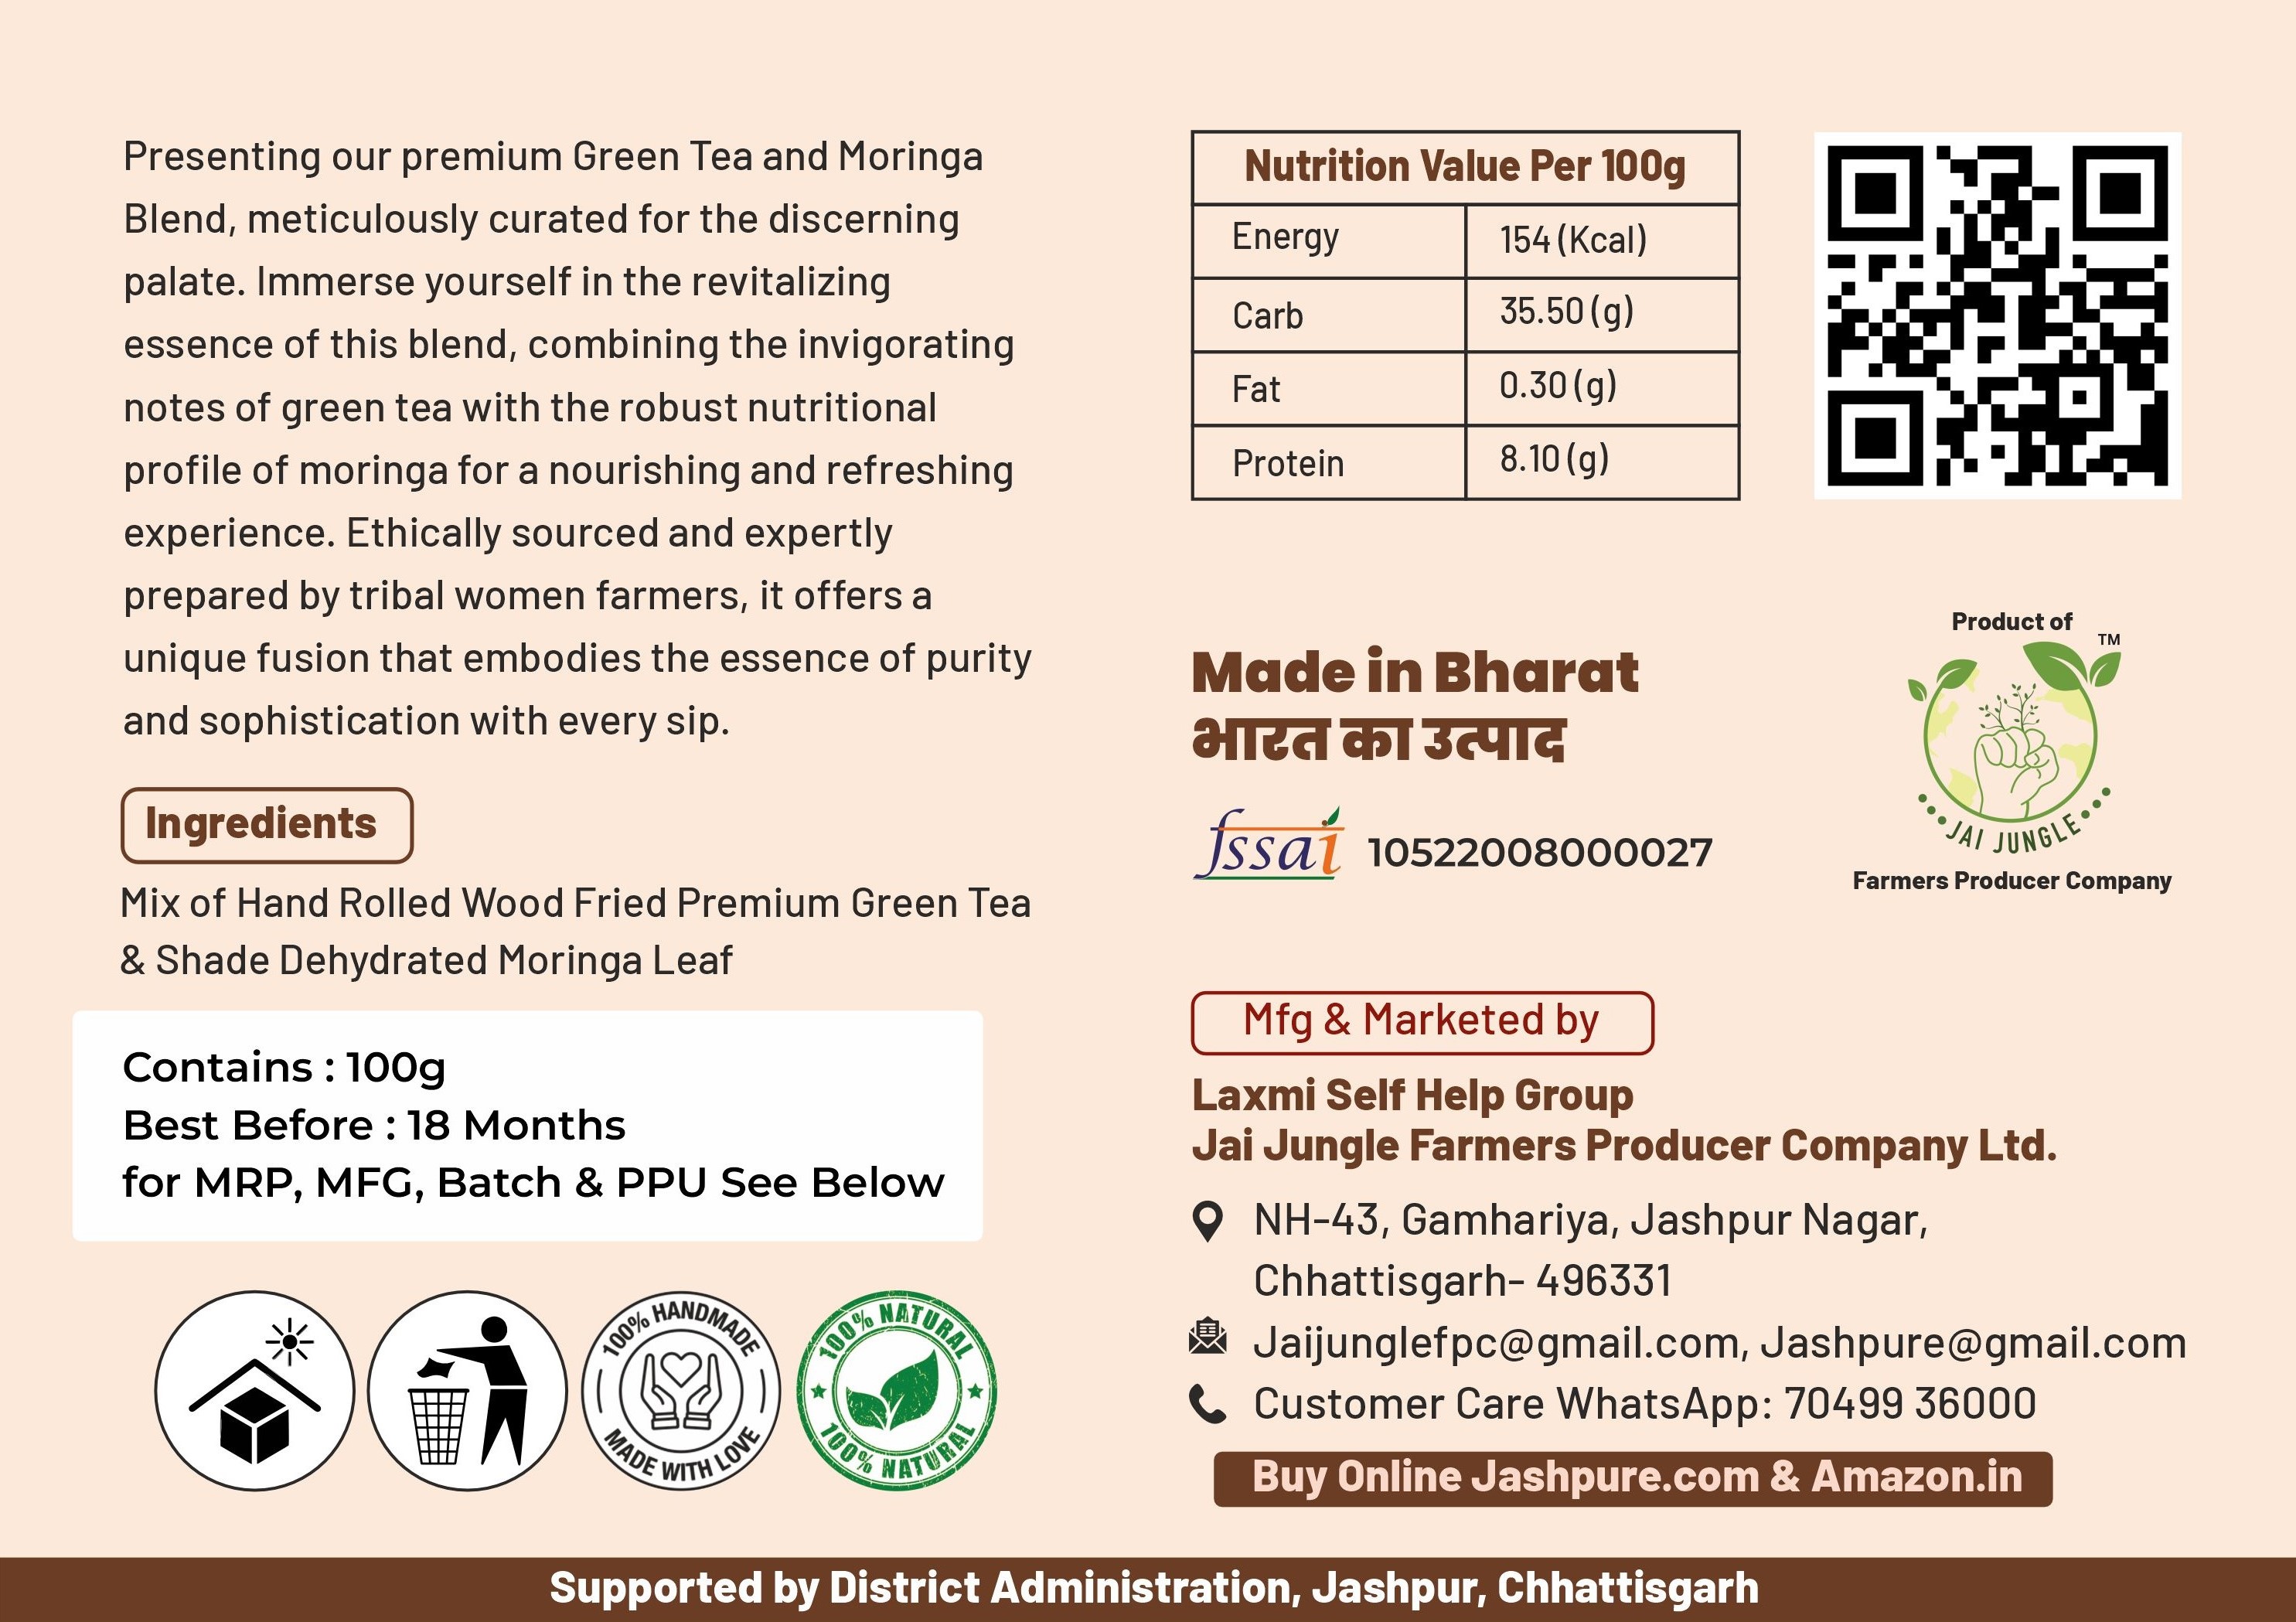 Presenting our premium Green Tea and Moringa
Blend, meticulously curated for the discerning
palate. Immerse yourself in the revitalizing
essence of this blend, combining the invigorating
notes of green tea with the robust nutritional
profile of moringa for a nourishing and refreshing
experience. Ethically sourced and expertly
prepared by tribal women farmers, it offers a
unique fusion that embodies the essence of purity
and sophistication with every sip.
Ingredients
Mix of Hand Rolled Wood Fried Premium Green Tea
& Shade Dehydrated Moringa Leaf
Contains : 100g
Best Before : 18 Months
for MRP, MFG, Batch & PPU See Below
100% HANDMADE
MADE WITH LOVE
100% NATURAL
100% NATURAL
Nutrition Value Per 100g
Energy 154 (Kcal)
Carb 35.50 (g)
Fat 0.30 (g)
Protein 8.10 (g)
Made in Bharat
भारत का उत्पाद
fssai 10522008000027
Product of
TM
JAI JUNGLE
Farmers Producer Company
Mfg & Marketed by
Laxmi Self Help Group
Jai Jungle Farmers Producer Company Ltd.
NH-43, Gamhariya, Jashpur Nagar,
Chhattisgarh- 496331
Jaijunglefpc@gmail.com, Jashpure@gmail.com
Customer Care WhatsApp: 70499 36000
Buy Online Jashpure.com & Amazon.in
Supported by District Administration, Jashpur, Chhattisgarh